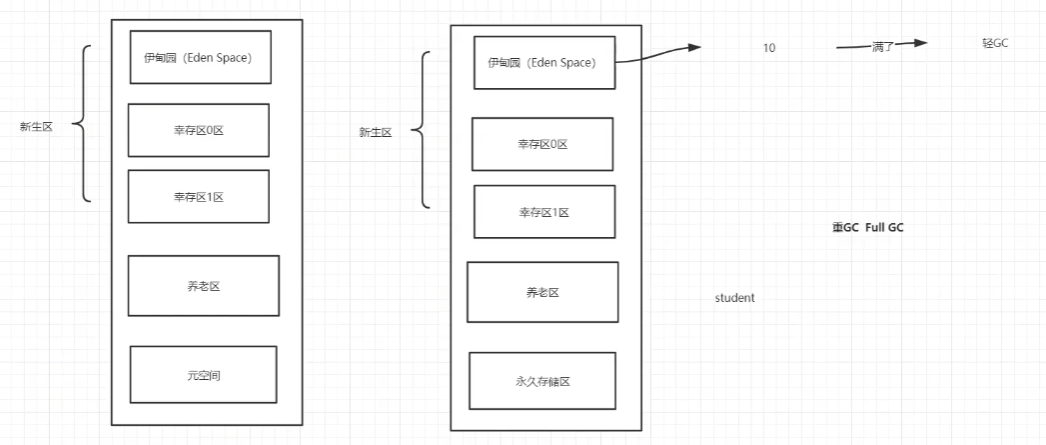 伊甸园（Eden Space）
新生区
幸存区0区
幸存区1区
养老区
元空间
伊甸园（Eden Space）
新生区
幸存区0区
幸存区1区
养老区
永久存储区
10
满了
轻GC
重GC Full GC
student